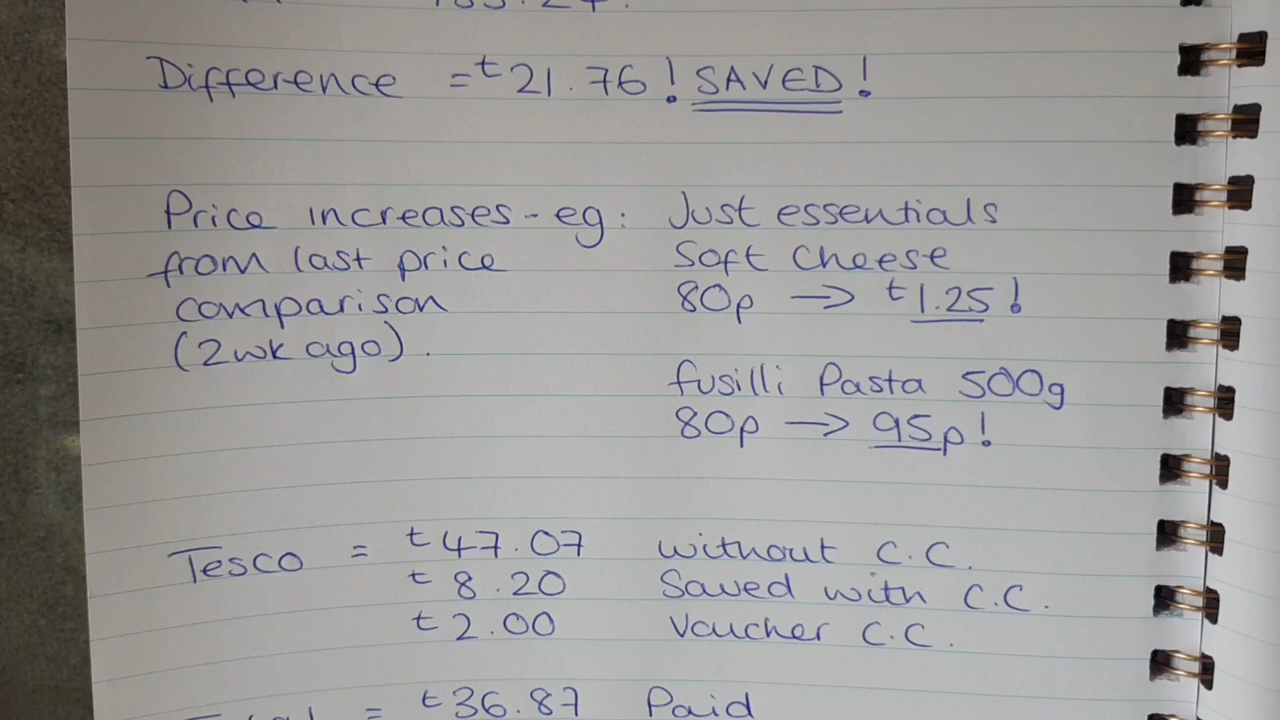 Difference = £21.76! SAVED!
Price increases - eg: Just essentials
from last price Soft Cheese
comparison 80p → £1.25!
(2wk ago).
fusilli Pasta 500g
80p → 95p!
Tesco = £47.07 without C.C.
£8.20 Saved with C.C.
£2.00 Voucher C.C.
= £36.87 Paid